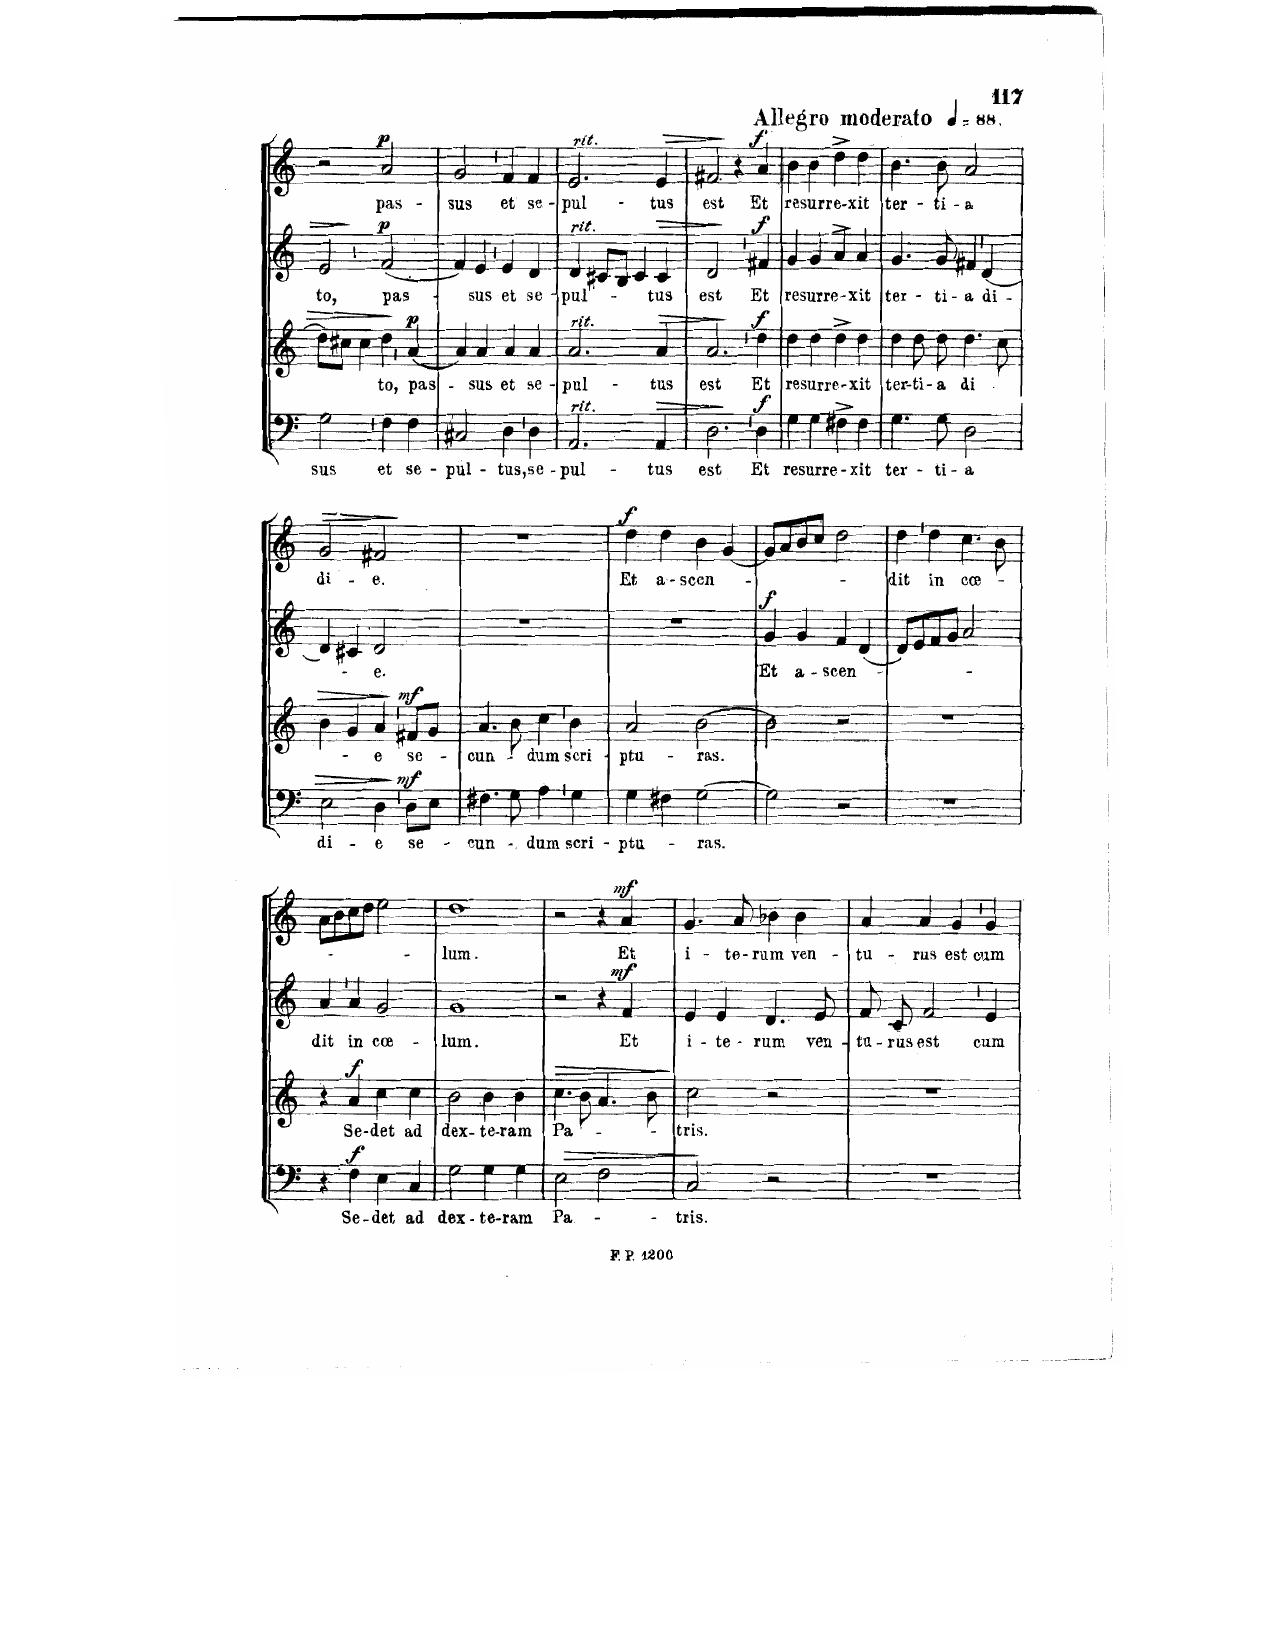 117
Allegro moderato ♩ = 88.
p rit. f
pas - sus et se - pul - tus est Et resurre - xit ter - ti - a
p rit. f
to, pas - sus et se - pul - tus est Et resurre - xit ter - ti - a di -
p rit. f
to, pas - sus et se - pul - tus est Et resurre - xit ter - ti - a di
rit. f
sus et se - pul - tus, se - pul - tus est Et resurre - xit ter - ti - a
f
di - e. Et a - scen - - dit in cœ -
f
- e. Et a - scen - -
mf
- e se - cun - dum scri - ptu - ras.
mf
di - e se - cun - dum scri - ptu - ras.
mf
- - lum. Et i - te - rum ven - tu - rus est cum
mf
dit in cœ - lum. Et i - te - rum ven - tu - rus est cum
f
Se - det ad dex - te - ram Pa - - tris.
f
Se - det ad dex - te - ram Pa - - tris.
F. P. 1200